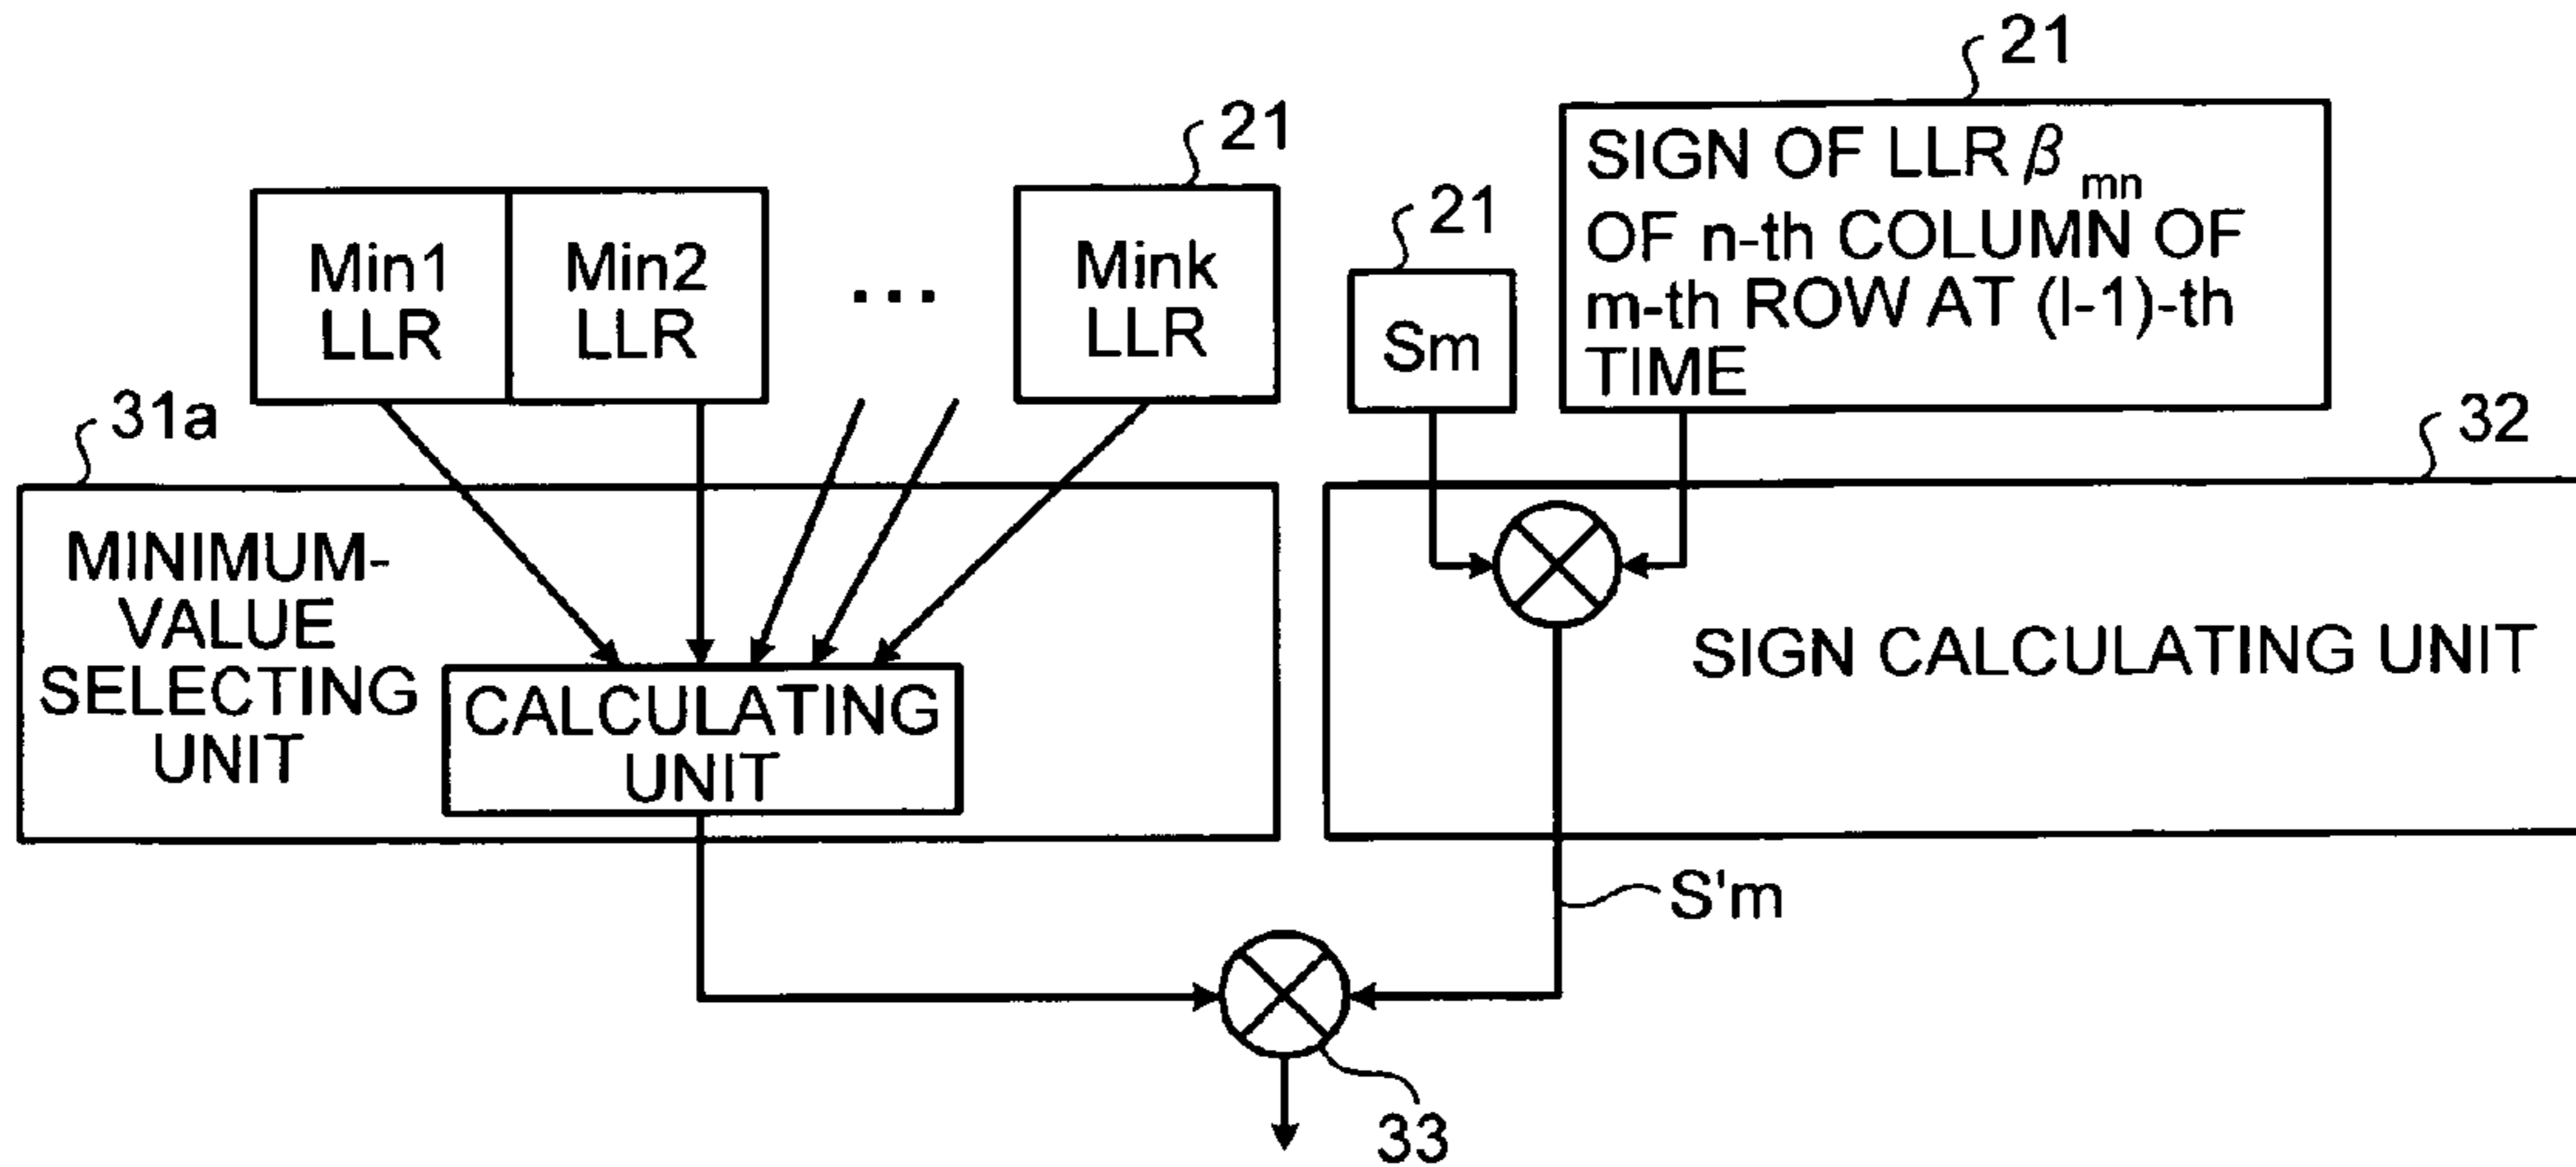 21
21
21
Min1
LLR
Min2
LLR
...
Mink
LLR
Sm
SIGN OF LLR βmn
OF n-th COLUMN OF
m-th ROW AT (l-1)-th
TIME
31a
32
MINIMUM-
VALUE
SELECTING
UNIT
CALCULATING
UNIT
SIGN CALCULATING UNIT
S'm
33